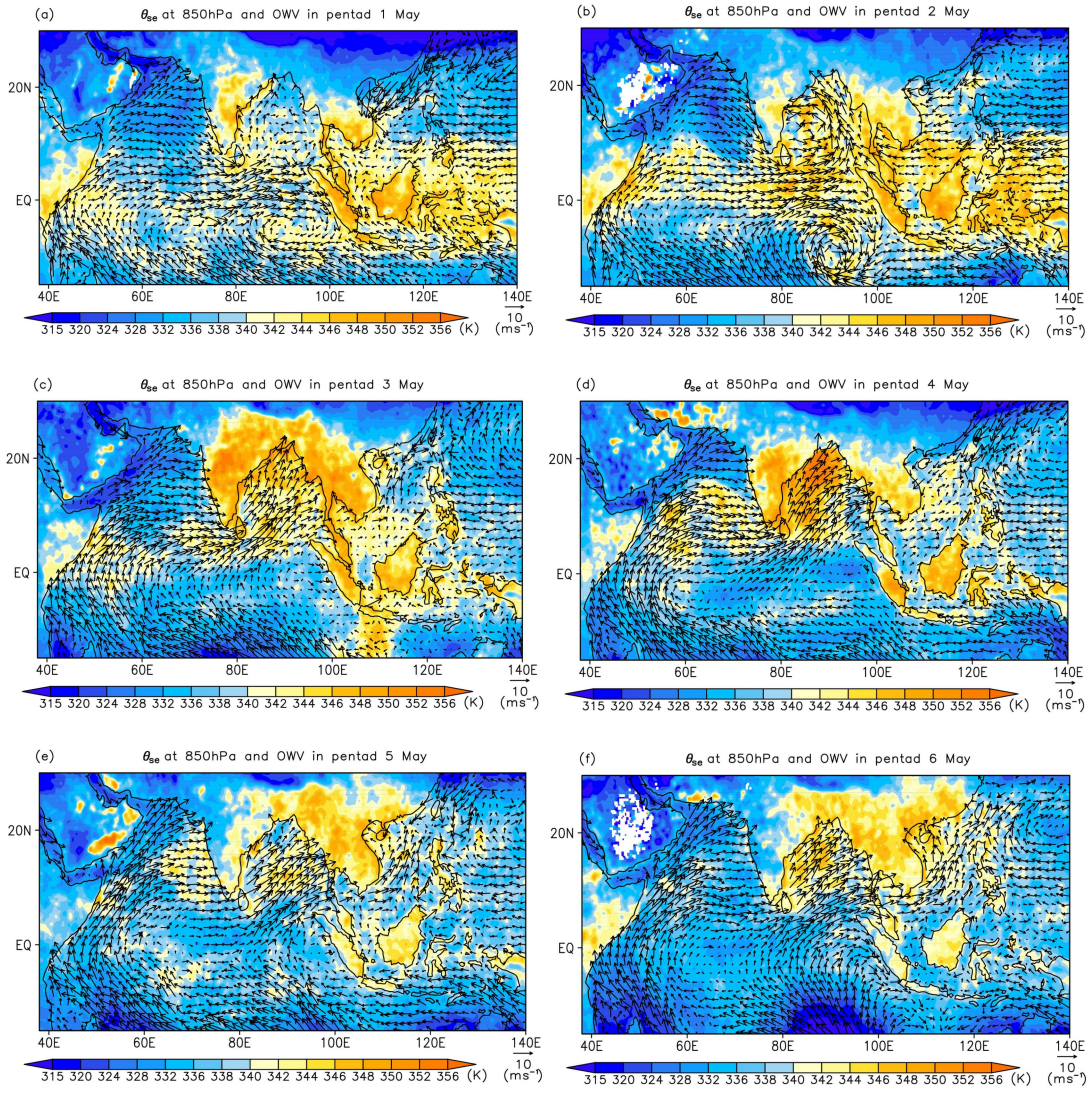 (a) θse at 850hPa and OWV in pentad 1 May
20N
EQ
40E 60E 80E 100E 120E 140E
315 320 324 328 332 336 338 340 342 344 346 348 350 352 356 (K) 10 (ms⁻¹)
(b) θse at 850hPa and OWV in pentad 2 May
20N
EQ
40E 60E 80E 100E 120E 140E
315 320 324 328 332 336 338 340 342 344 346 348 350 352 356 (K) 10 (ms⁻¹)
(c) θse at 850hPa and OWV in pentad 3 May
20N
EQ
40E 60E 80E 100E 120E 140E
315 320 324 328 332 336 338 340 342 344 346 348 350 352 356 (K) 10 (ms⁻¹)
(d) θse at 850hPa and OWV in pentad 4 May
20N
EQ
40E 60E 80E 100E 120E 140E
315 320 324 328 332 336 338 340 342 344 346 348 350 352 356 (K) 10 (ms⁻¹)
(e) θse at 850hPa and OWV in pentad 5 May
20N
EQ
40E 60E 80E 100E 120E 140E
315 320 324 328 332 336 338 340 342 344 346 348 350 352 356 (K) 10 (ms⁻¹)
(f) θse at 850hPa and OWV in pentad 6 May
20N
EQ
40E 60E 80E 100E 120E 140E
315 320 324 328 332 336 338 340 342 344 346 348 350 352 356 (K) 10 (ms⁻¹)